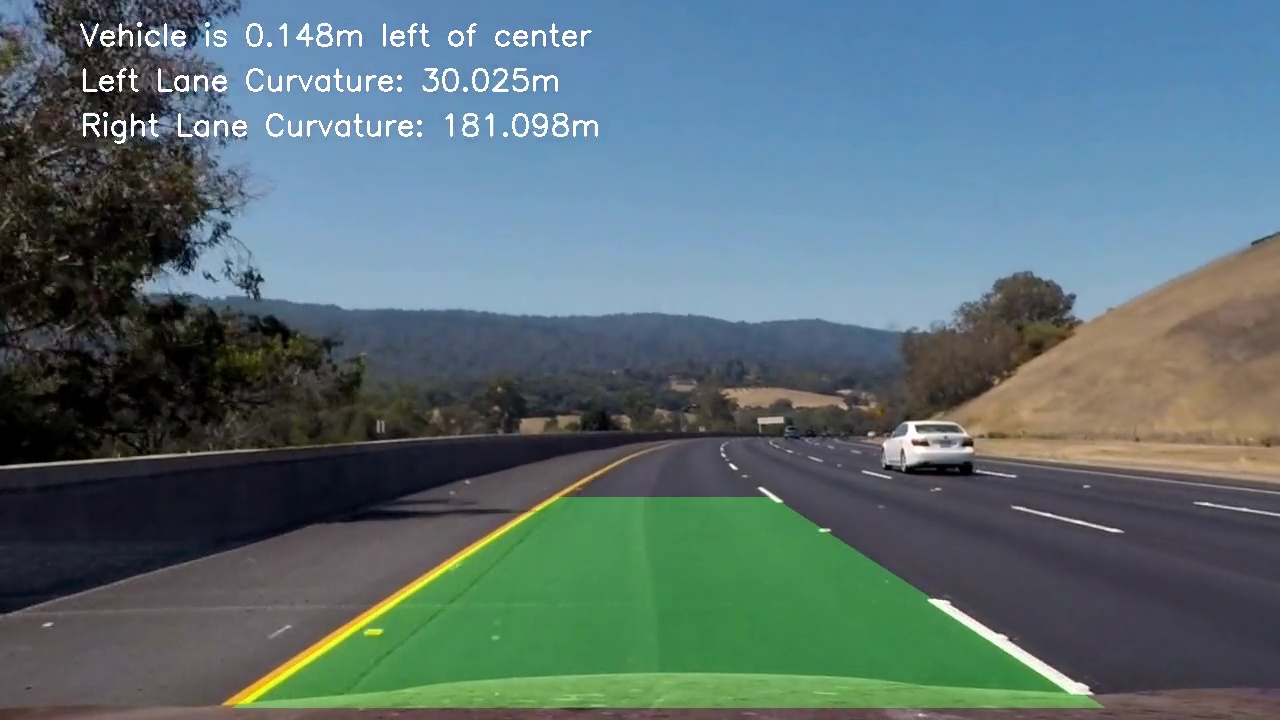 Vehicle is 0.148m left of center
Left Lane Curvature: 30.025m
Right Lane Curvature: 181.098m